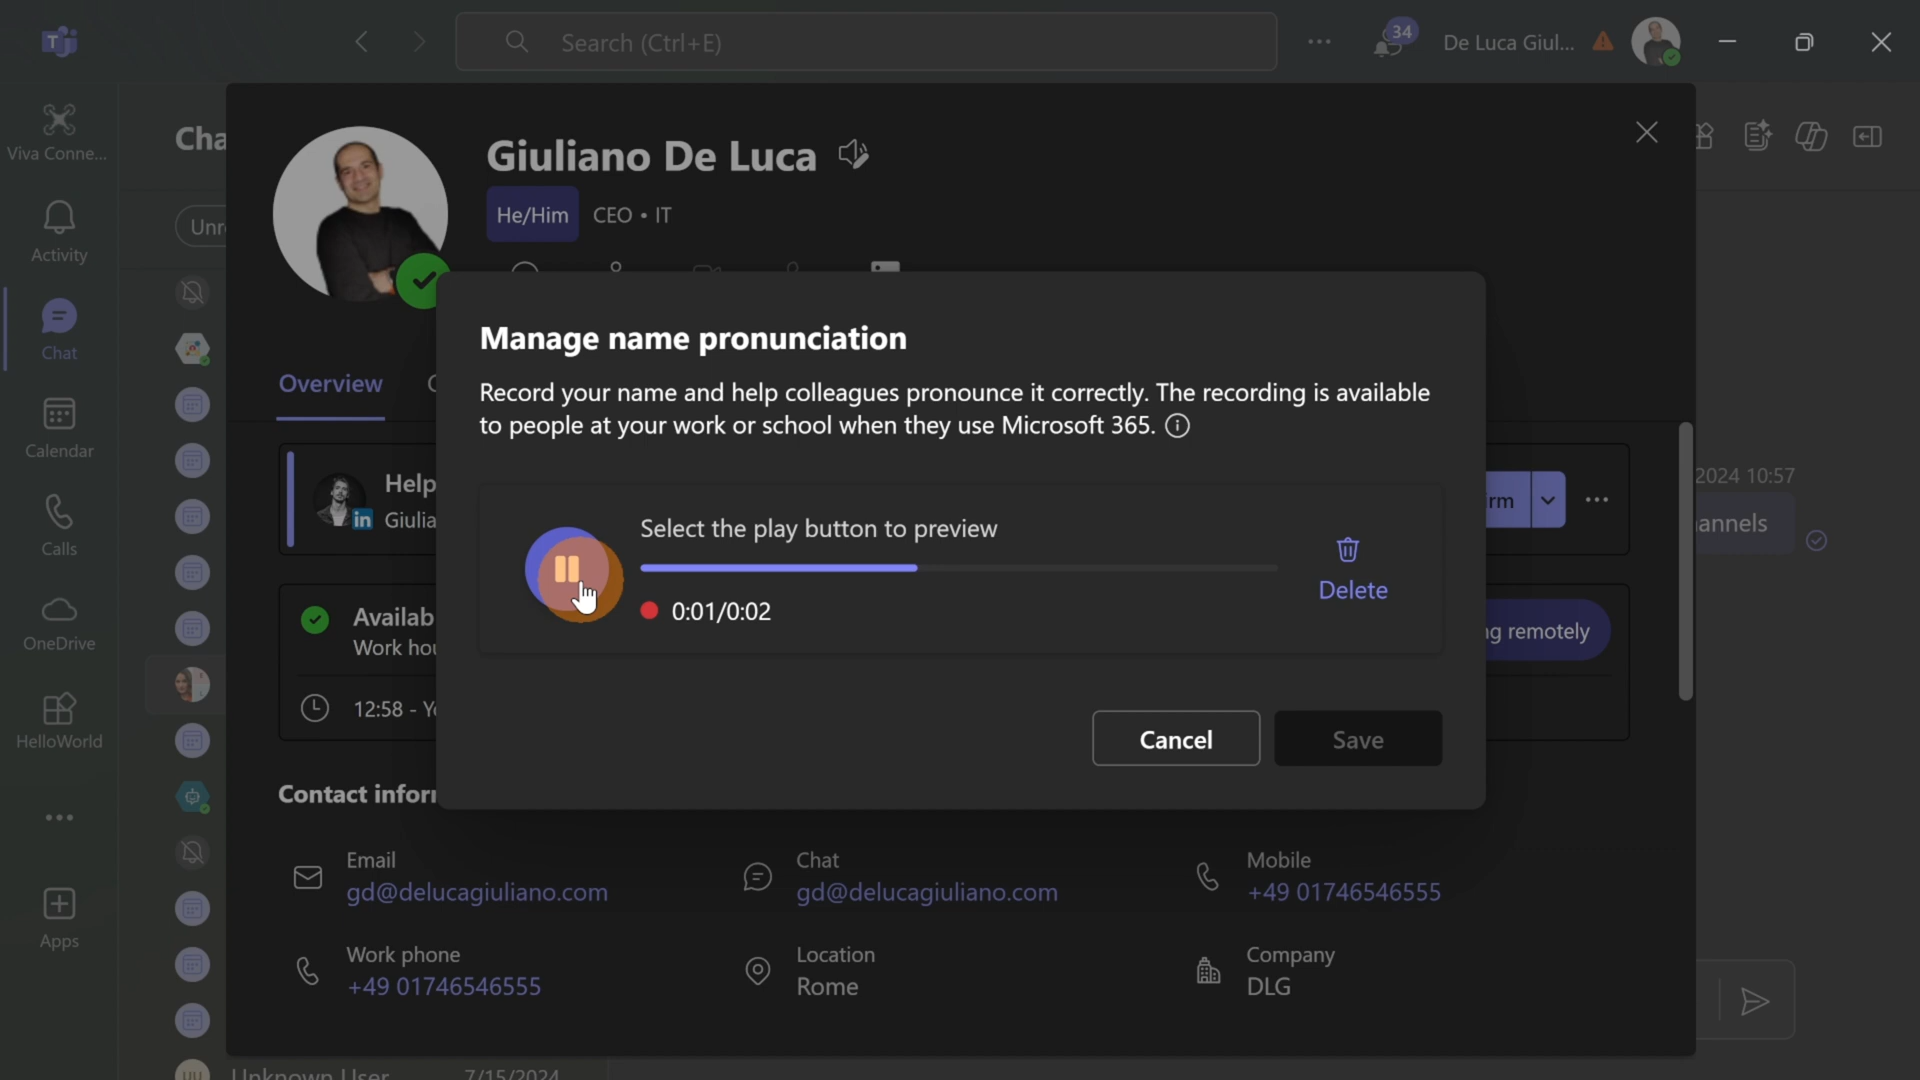 Search (Ctrl+E)
34
De Luca Giul...
Viva Conne...
Activity
Chat
Calendar
Calls
OneDrive
HelloWorld
Apps
Cha
Unr
Giuliano De Luca
He/Him
CEO • IT
Overview
Manage name pronunciation
Record your name and help colleagues pronounce it correctly. The recording is available
to people at your work or school when they use Microsoft 365.
Select the play button to preview
0:01/0:02
Delete
Cancel
Save
Help
in
Giulia
rm
2024 10:57
annels
Availab
Work hou
ng remotely
12:58 - Yo
Contact inform
Email
gd@delucagiuliano.com
Chat
gd@delucagiuliano.com
Mobile
+49 01746546555
Work phone
+49 01746546555
Location
Rome
Company
DLG
UU
Unknown User
7/15/2024